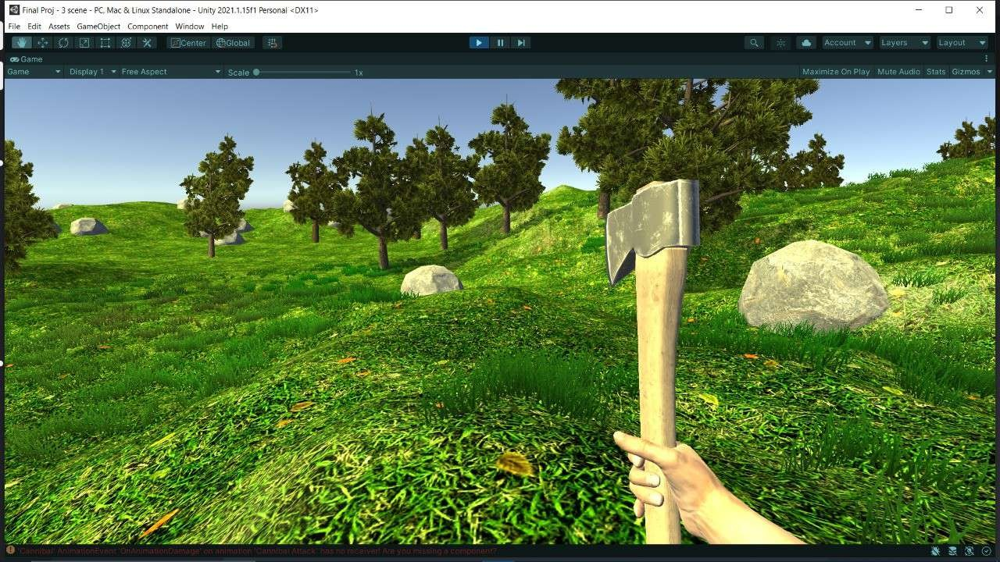 Final Proj - 3 scene - PC, Mac & Linux Standalone - Unity 2021.1.15f1 Personal <DX11>
File Edit Assets GameObject Component Window Help
Center Global Account Layers Layout
Game
Game Display 1 Free Aspect Scale 1x Maximize On Play Mute Audio Stats Gizmos
'Cannibal' AnimationEvent 'OnAnimationDamage' on animation 'Cannibal Attack' has no receiver! Are you missing a component?